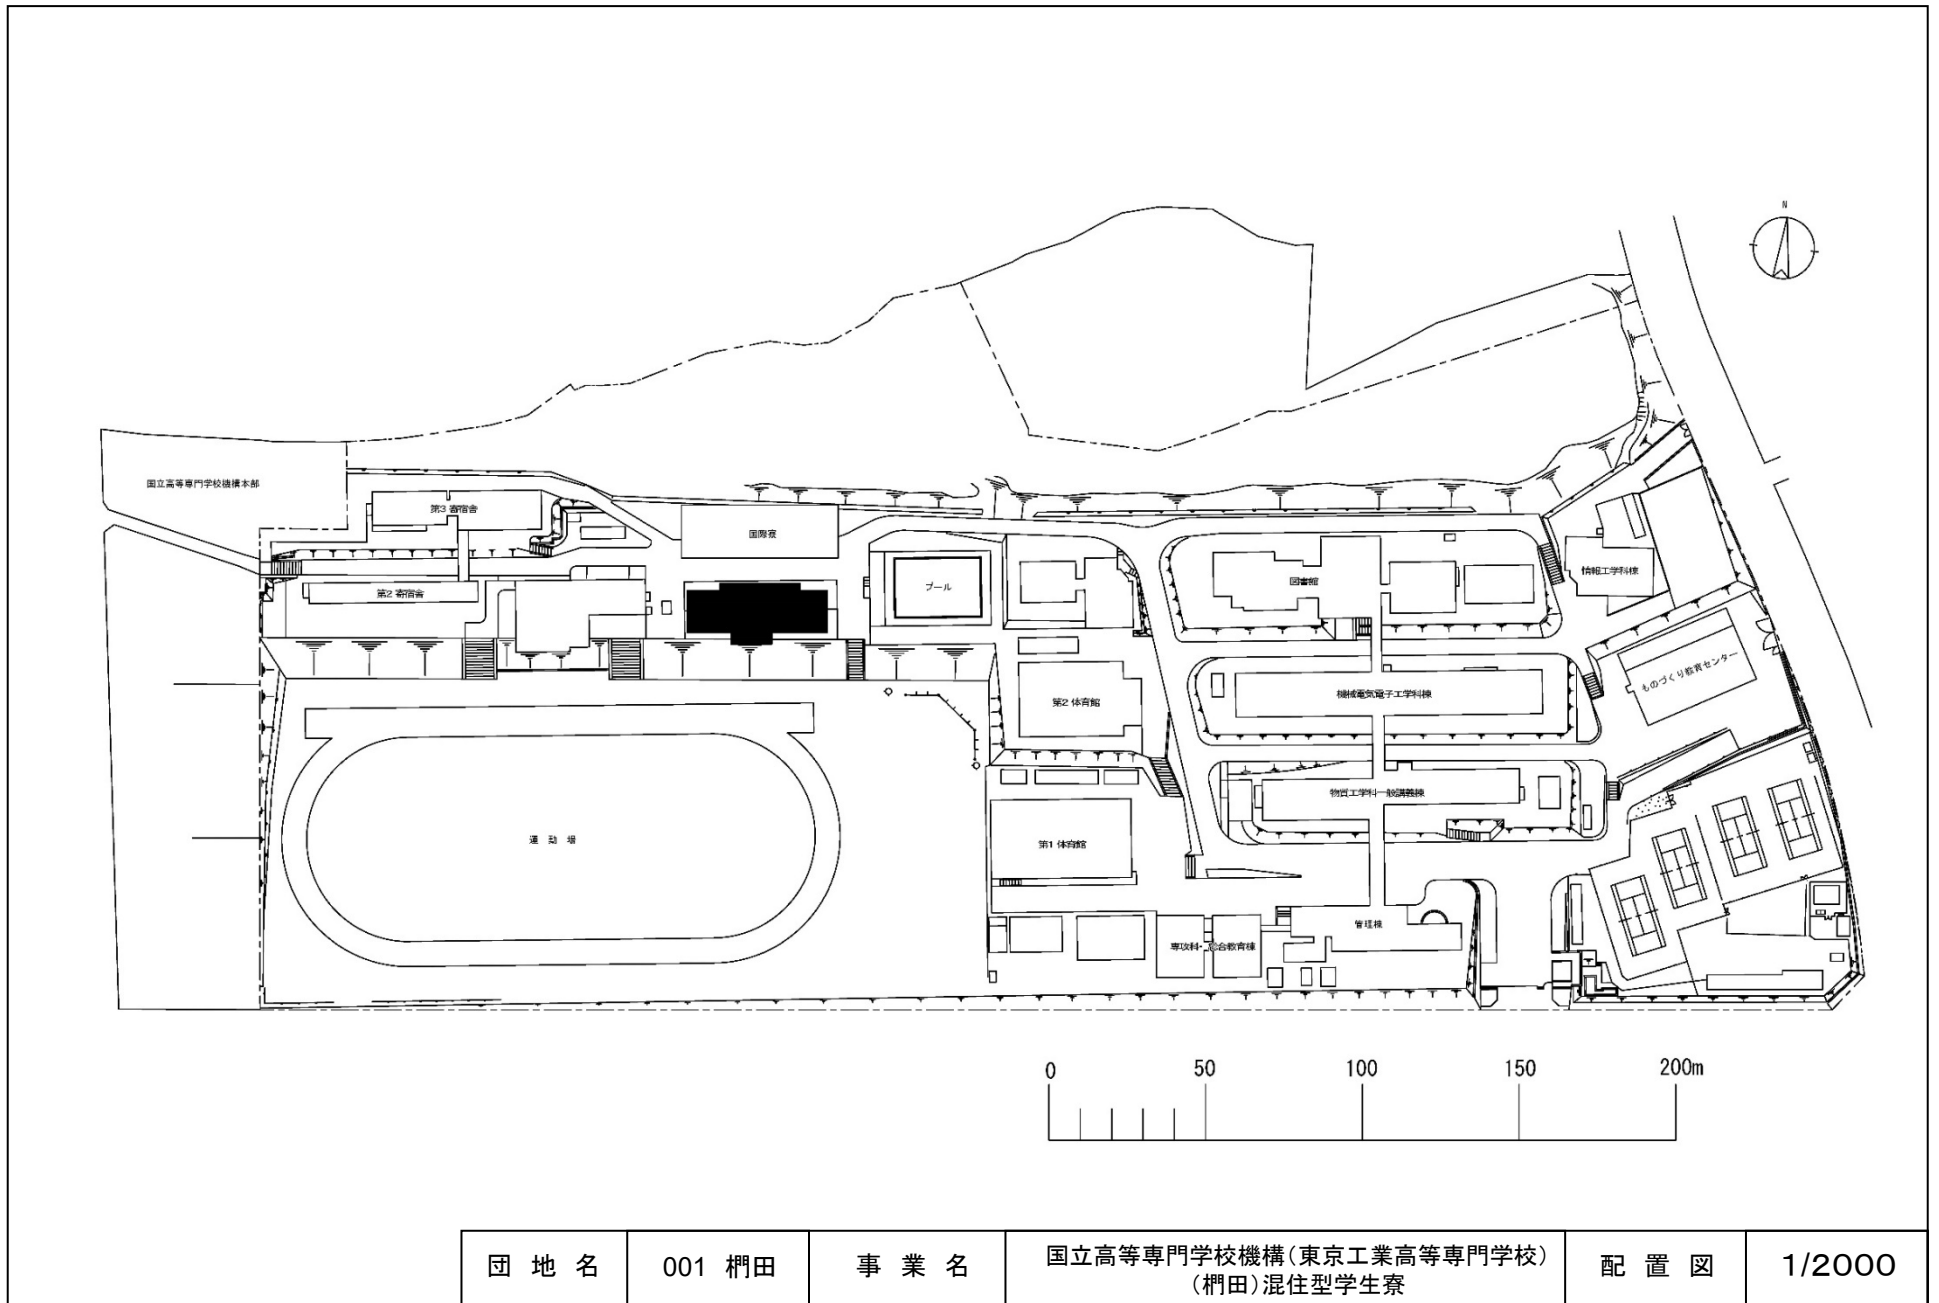 N
国立高等専門学校機構本部
第3 寄宿舎
国際寮
第2 寄宿舎
プール
図書館
情報工学科棟
ものづくり教育センター
第2 体育館
機械電気電子工学科棟
物質工学科一般講義棟
運 動 場
第1 体育館
管理棟
専攻科・総合教育棟
0 50 100 150 200m
団 地 名
001 椚田
事 業 名
国立高等専門学校機構(東京工業高等専門学校)
(椚田)混住型学生寮
配 置 図
1/2000